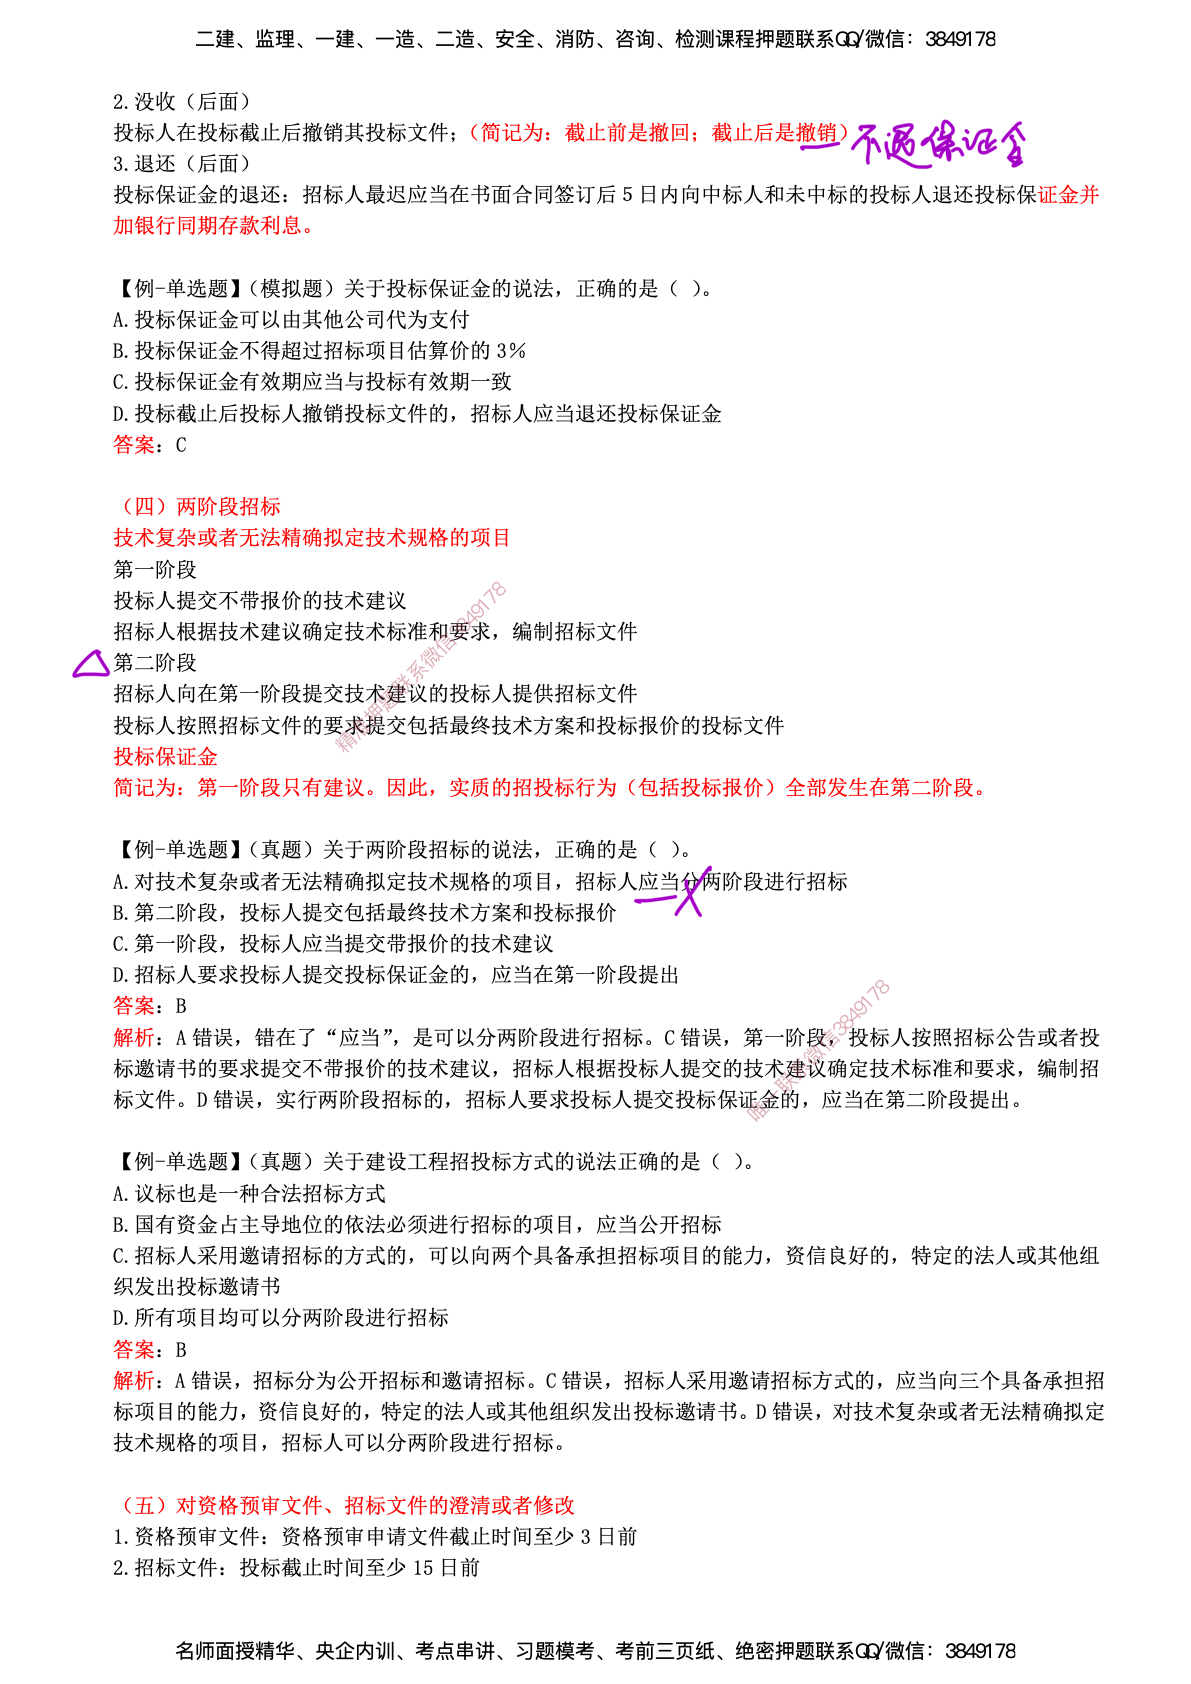 二建、监理、一建、一造、二造、安全、消防、咨询、检测课程押题联系QQ/微信：3849178
2.没收（后面）
投标人在投标截止后撤销其投标文件；（简记为：截止前是撤回；截止后是撤销）
不退保证金
3.退还（后面）
投标保证金的退还：招标人最迟应当在书面合同签订后 5 日内向中标人和未中标的投标人退还投标保证金并
加银行同期存款利息。
【例-单选题】（模拟题）关于投标保证金的说法，正确的是（ ）。
A.投标保证金可以由其他公司代为支付
B.投标保证金不得超过招标项目估算价的 3%
C.投标保证金有效期应当与投标有效期一致
D.投标截止后投标人撤销投标文件的，招标人应当退还投标保证金
答案：C
（四）两阶段招标
技术复杂或者无法精确拟定技术规格的项目
第一阶段
投标人提交不带报价的技术建议
招标人根据技术建议确定技术标准和要求，编制招标文件
第二阶段
招标人向在第一阶段提交技术建议的投标人提供招标文件
投标人按照招标文件的要求提交包括最终技术方案和投标报价的投标文件
精准押题联系微信3849178
投标保证金
简记为：第一阶段只有建议。因此，实质的招投标行为（包括投标报价）全部发生在第二阶段。
【例-单选题】（真题）关于两阶段招标的说法，正确的是（ ）。
A.对技术复杂或者无法精确拟定技术规格的项目，招标人应当分两阶段进行招标
B.第二阶段，投标人提交包括最终技术方案和投标报价
C.第一阶段，投标人应当提交带报价的技术建议
D.招标人要求投标人提交投标保证金的，应当在第一阶段提出
答案：B
解析：A 错误，错在了“应当”，是可以分两阶段进行招标。C 错误，第一阶段，投标人按照招标公告或者投
标邀请书的要求提交不带报价的技术建议，招标人根据投标人提交的技术建议确定技术标准和要求，编制招
标文件。D 错误，实行两阶段招标的，招标人要求投标人提交投标保证金的，应当在第二阶段提出。
唯一联系微信3849178
【例-单选题】（真题）关于建设工程招投标方式的说法正确的是（ ）。
A.议标也是一种合法招标方式
B.国有资金占主导地位的依法必须进行招标的项目，应当公开招标
C.招标人采用邀请招标的方式的，可以向两个具备承担招标项目的能力，资信良好的，特定的法人或其他组
织发出投标邀请书
D.所有项目均可以分两阶段进行招标
答案：B
解析：A 错误，招标分为公开招标和邀请招标。C 错误，招标人采用邀请招标方式的，应当向三个具备承担招
标项目的能力，资信良好的，特定的法人或其他组织发出投标邀请书。D 错误，对技术复杂或者无法精确拟定
技术规格的项目，招标人可以分两阶段进行招标。
（五）对资格预审文件、招标文件的澄清或者修改
1.资格预审文件：资格预审申请文件截止时间至少 3 日前
2.招标文件：投标截止时间至少 15 日前
名师面授精华、央企内训、考点串讲、习题模考、考前三页纸、绝密押题联系QQ/微信：3849178